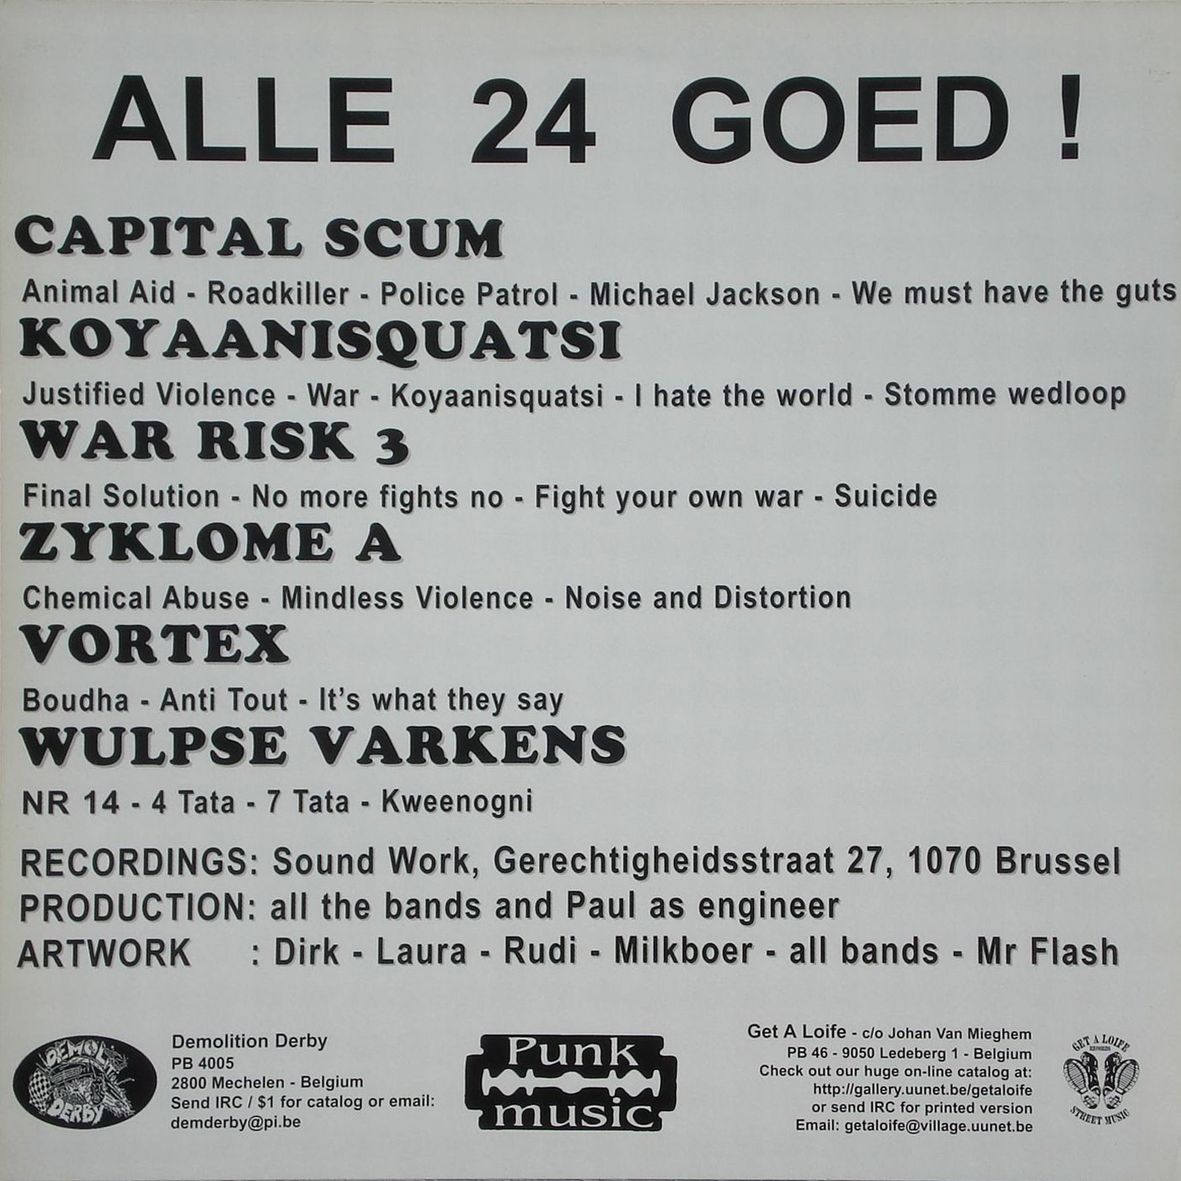 ALLE 24 GOED !
CAPITAL SCUM
Animal Aid - Roadkiller - Police Patrol - Michael Jackson - We must have the guts
KOYAANISQUATSI
Justified Violence - War - Koyaanisquatsi - I hate the world - Stomme wedloop
WAR RISK 3
Final Solution - No more fights no - Fight your own war - Suicide
ZYKLOME A
Chemical Abuse - Mindless Violence - Noise and Distortion
VORTEX
Boudha - Anti Tout - It's what they say
WULPSE VARKENS
NR 14 - 4 Tata - 7 Tata - Kweenogni
RECORDINGS: Sound Work, Gerechtigheidsstraat 27, 1070 Brussel
PRODUCTION: all the bands and Paul as engineer
ARTWORK : Dirk - Laura - Rudi - Milkboer - all bands - Mr Flash
DEMOLIT
DERBY
Demolition Derby
PB 4005
2800 Mechelen - Belgium
Send IRC / $1 for catalog or email:
demderby@pi.be
Punk
music
Get A Loife - c/o Johan Van Mieghem
PB 46 - 9050 Ledeberg 1 - Belgium
Check out our huge on-line catalog at:
http://gallery.uunet.be/getaloife
or send IRC for printed version
Email: getaloife@village.uunet.be
GET A LOIFE
RECORDS
STREET MUSIC